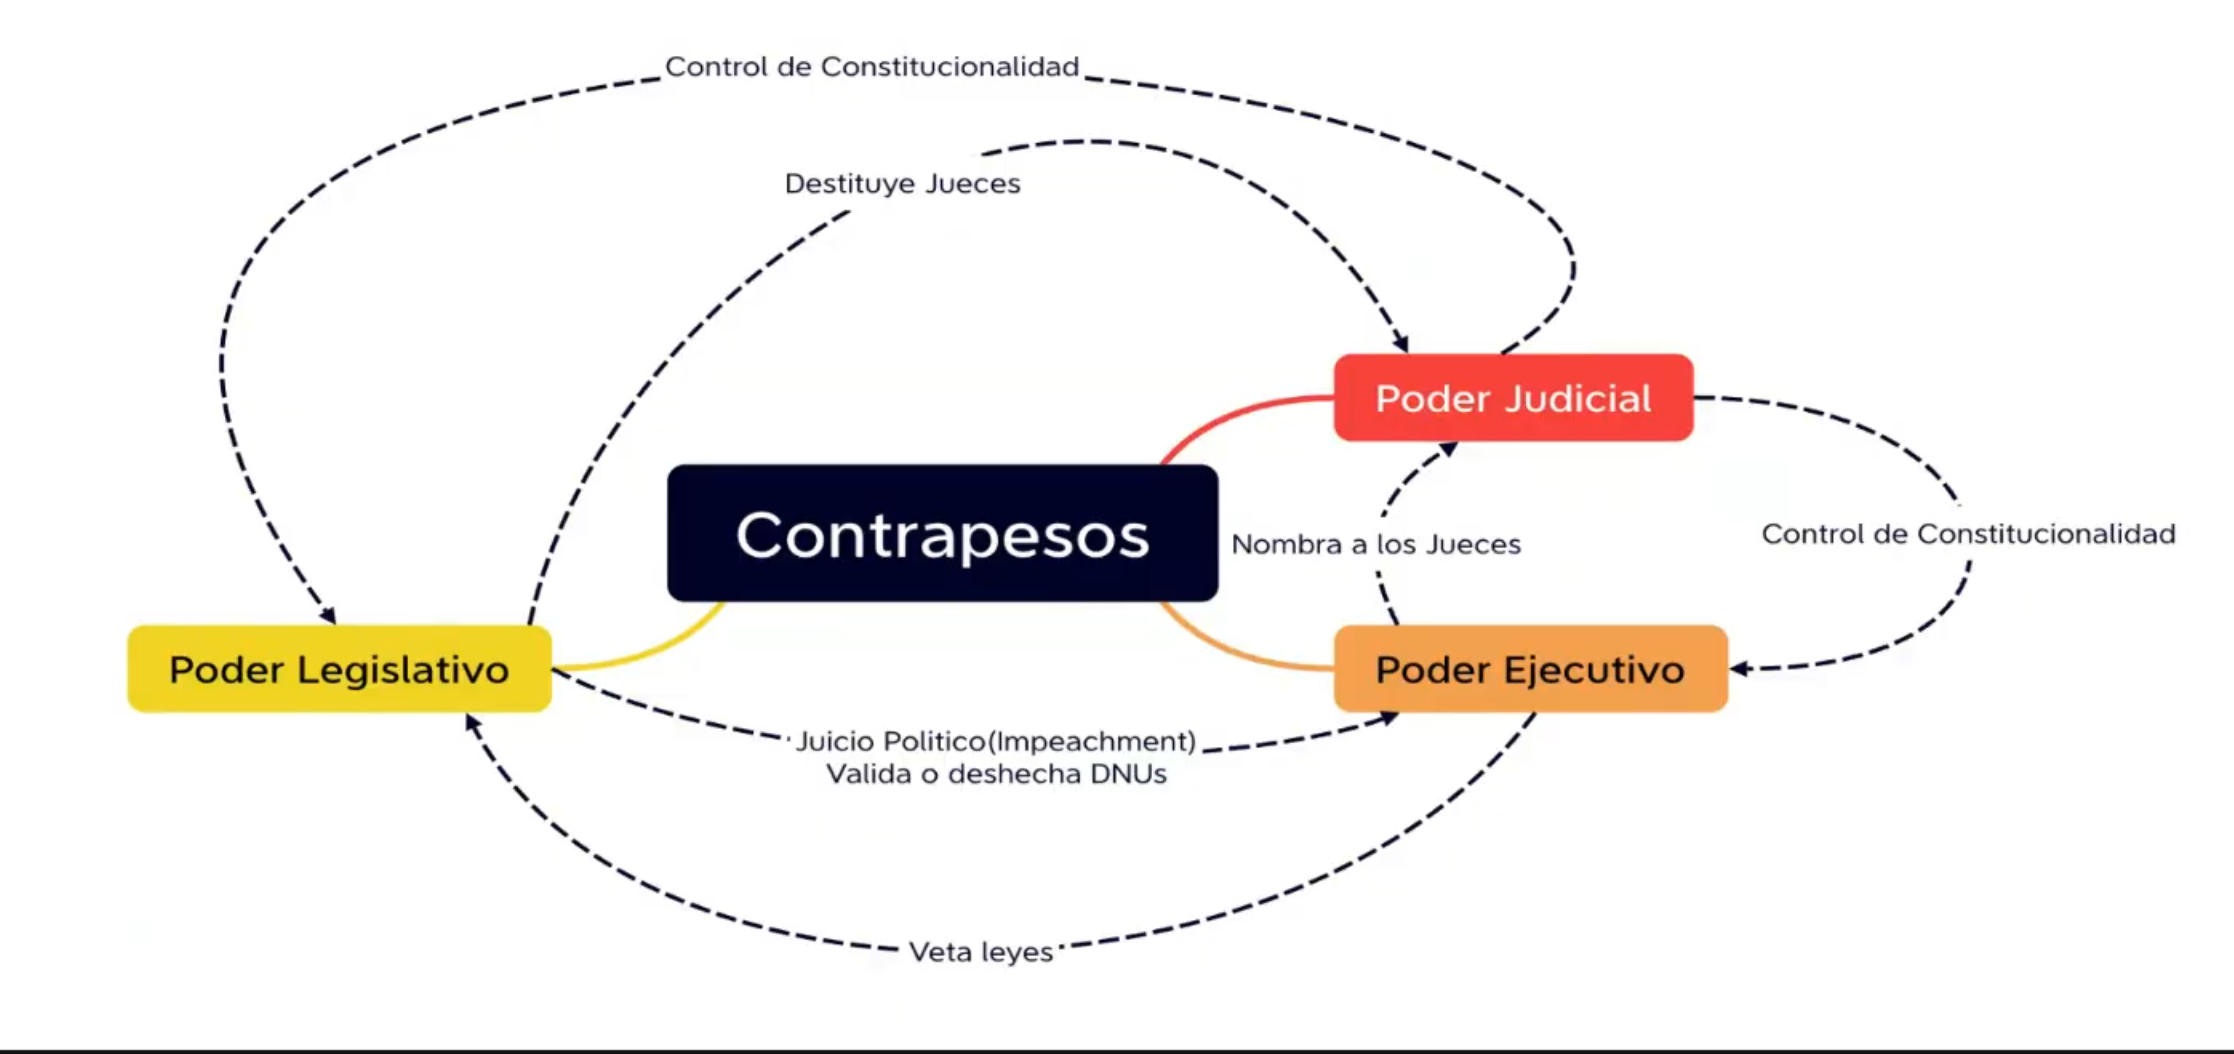 Control de Constitucionalidad
Destituye Jueces
Poder Judicial
Contrapesos
Nombra a los Jueces
Control de Constitucionalidad
Poder Legislativo
Poder Ejecutivo
Juicio Politico(Impeachment)
Valida o deshecha DNUs
Veta leyes